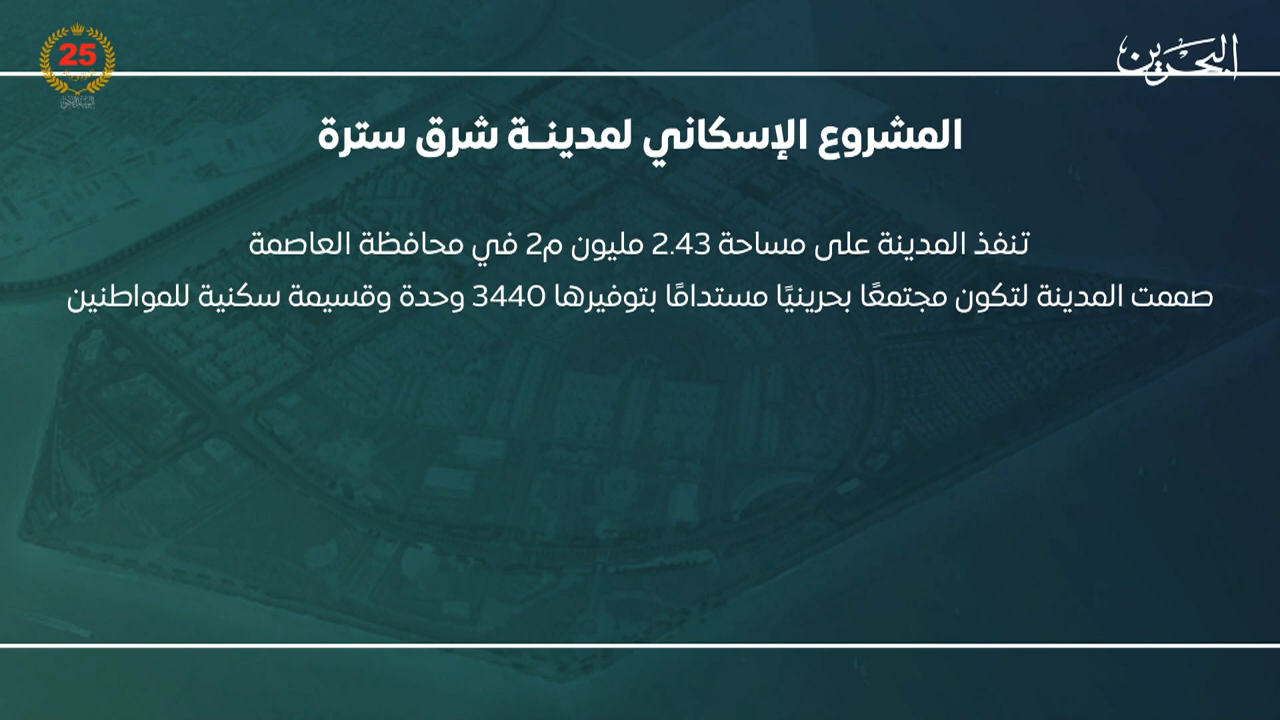 البحرين
25
المشروع الإسكاني لمدينــة شرق سترة
تنفذ المدينة على مساحة 2.43 مليون م2 في محافظة العاصمة
صممت المدينة لتكون مجتمعًا بحرينيًا مستدامًا بتوفيرها 3440 وحدة وقسيمة سكنية للمواطنين